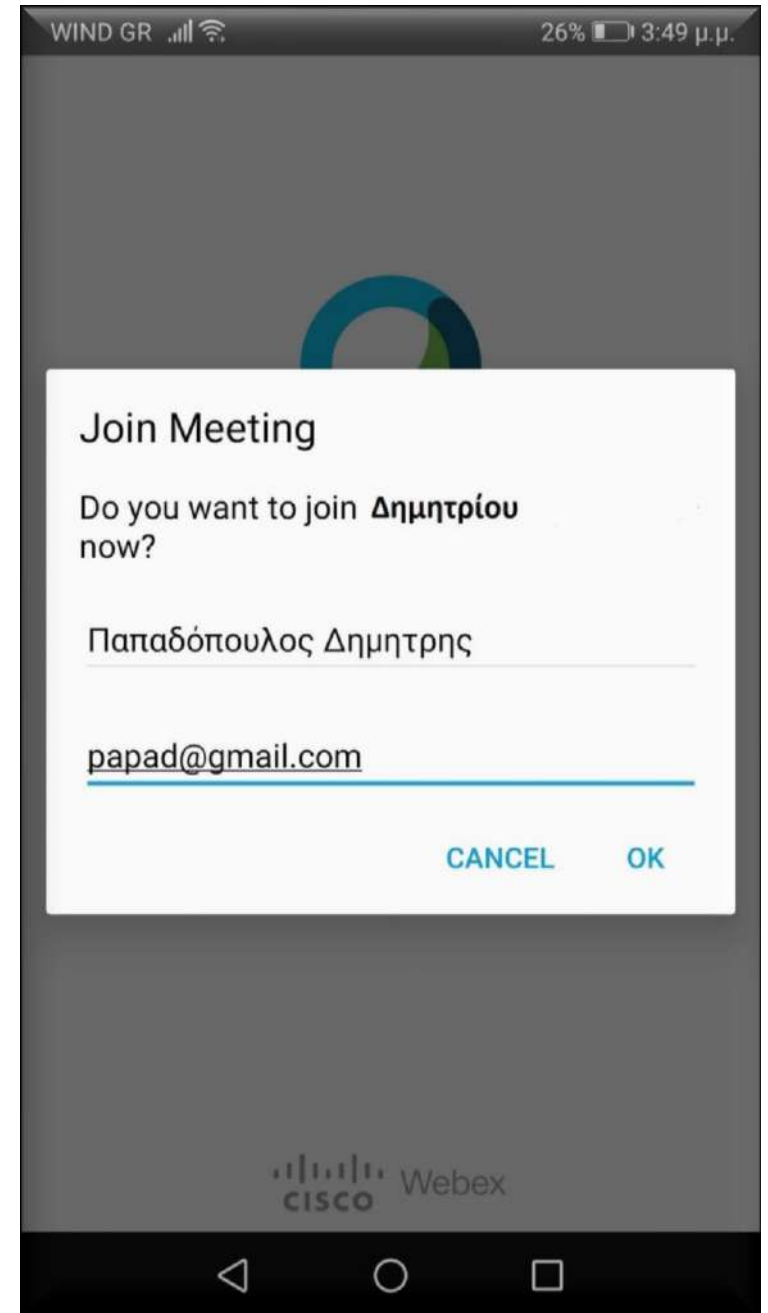 WIND GR 26% 3:49 μ.μ.
Join Meeting
Do you want to join Δημητρίου
now?
Παπαδόπουλος Δημητρης
papad@gmail.com
CANCEL OK
CISCO Webex